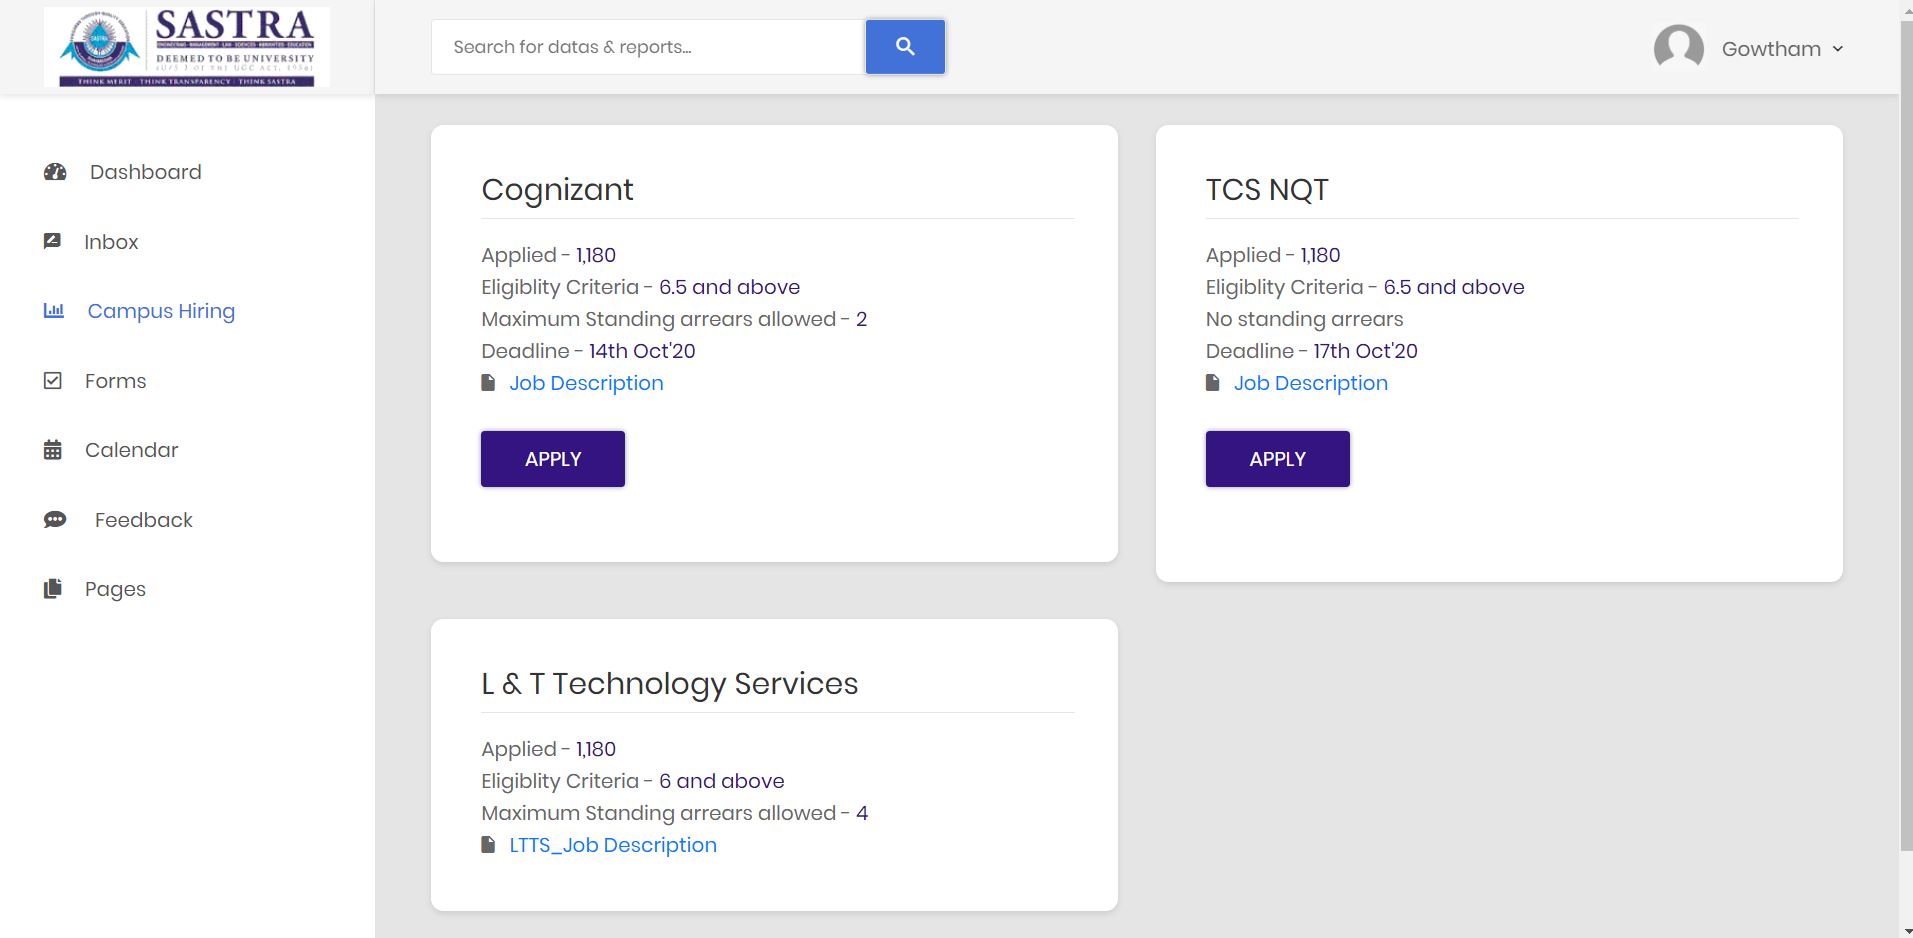 SASTRA
ENGINEERING · MANAGEMENT · LAW · SCIENCES · HUMANITIES · EDUCATION
DEEMED TO BE UNIVERSITY
(U/S 3 OF THE UGC ACT, 1956)
THINK MERIT | THINK TRANSPARENCY | THINK SASTRA
Search for datas & reports...
Gowtham
Dashboard
Inbox
Campus Hiring
Forms
Calendar
Feedback
Pages
Cognizant
Applied - 1,180
Eligiblity Criteria - 6.5 and above
Maximum Standing arrears allowed - 2
Deadline - 14th Oct'20
Job Description
APPLY
TCS NQT
Applied - 1,180
Eligiblity Criteria - 6.5 and above
No standing arrears
Deadline - 17th Oct'20
Job Description
APPLY
L & T Technology Services
Applied - 1,180
Eligiblity Criteria - 6 and above
Maximum Standing arrears allowed - 4
LTTS_Job Description